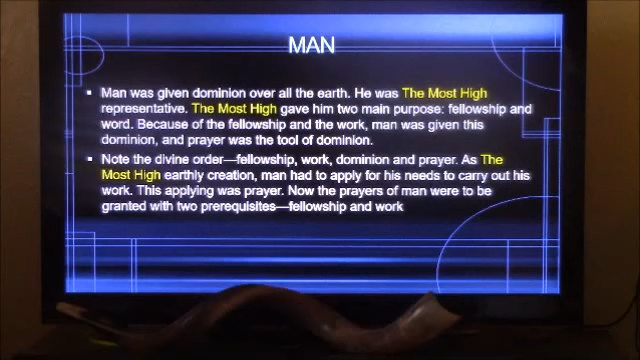 MAN
▪ Man was given dominion over all the earth. He was The Most High
representative. The Most High gave him two main purpose: fellowship and
word. Because of the fellowship and the work, man was given this
dominion, and prayer was the tool of dominion.
▪ Note the divine order—fellowship, work, dominion and prayer. As The
Most High earthly creation, man had to apply for his needs to carry out his
work. This applying was prayer. Now the prayers of man were to be
granted with two prerequisites—fellowship and work